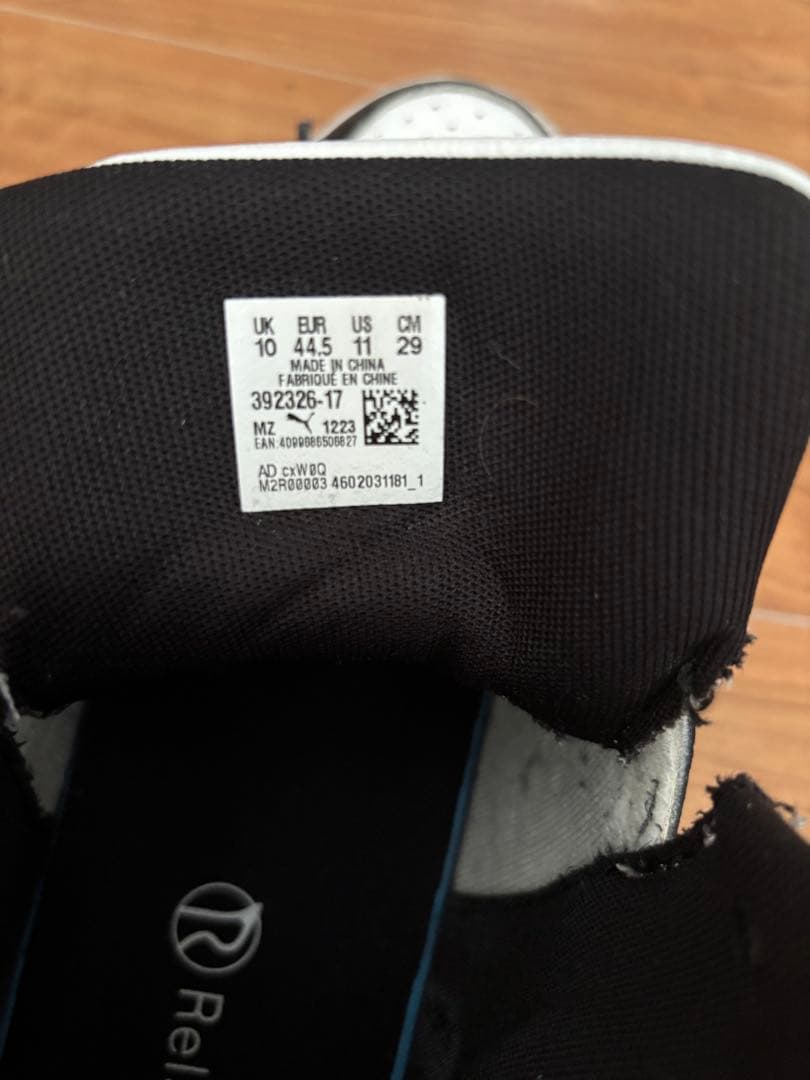 UK EUR US CM
10 44.5 11 29
MADE IN CHINA
FABRIQUÉ EN CHINE
392326-17
MZ 1223
EAN:4099686506827
AD cxW0Q
M2R00003 4602031181_1
R
Rel